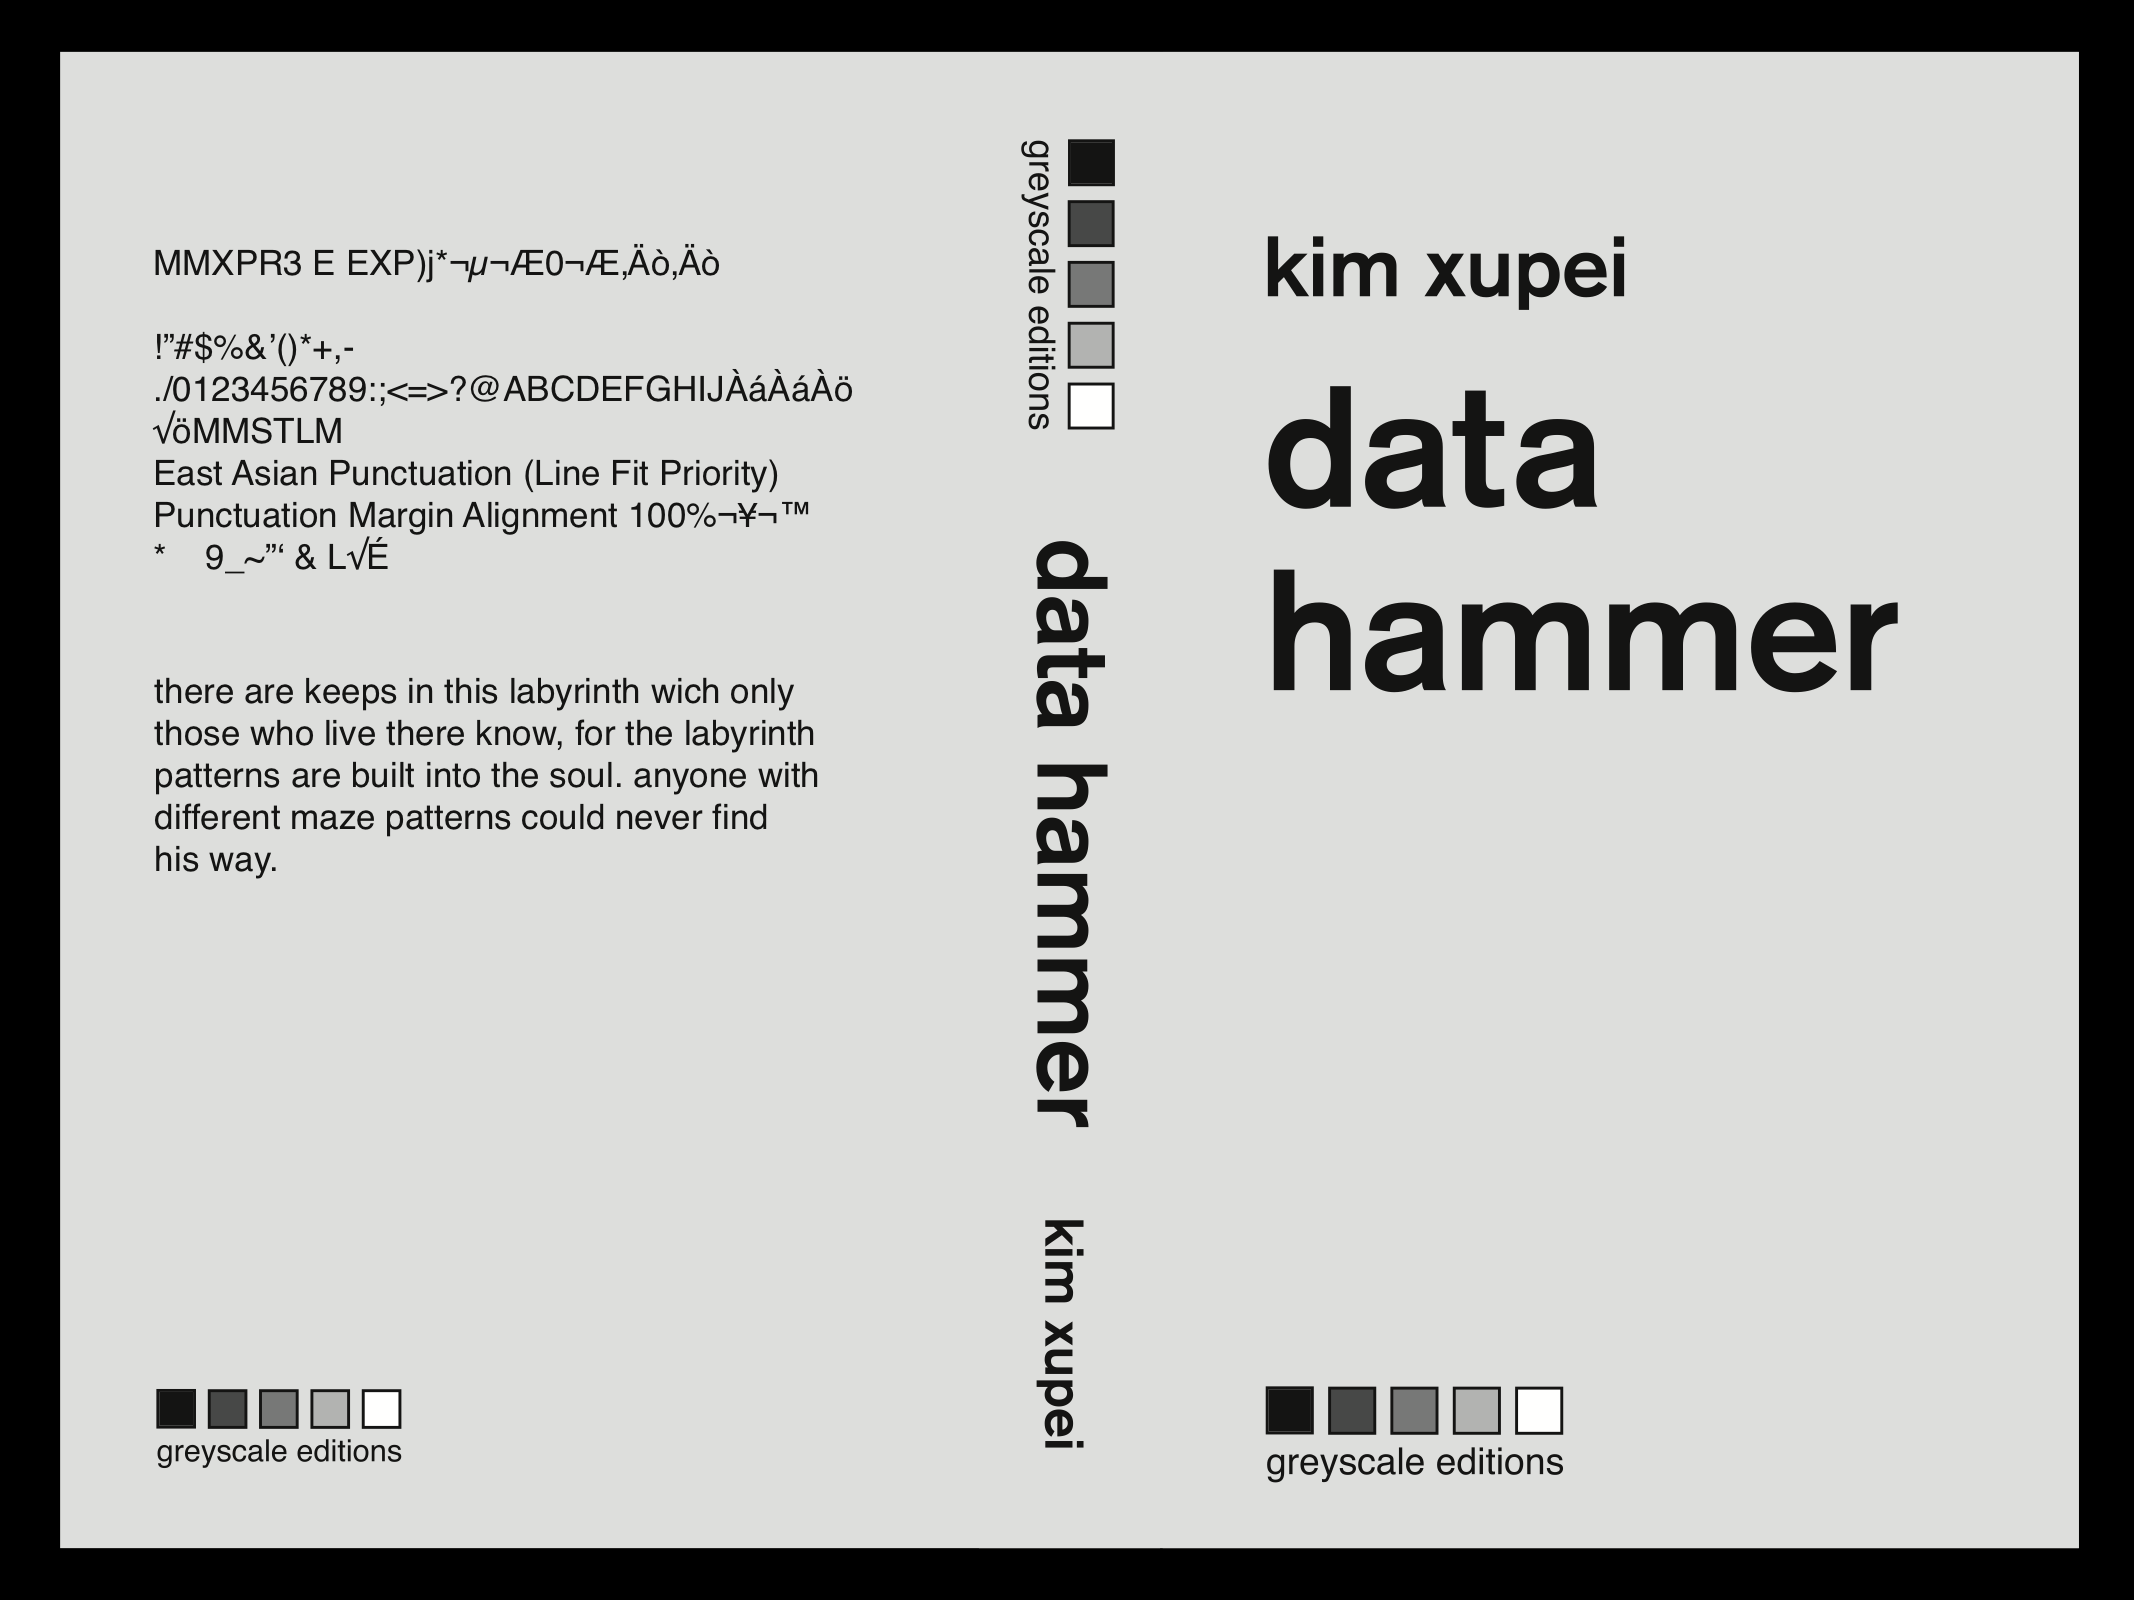 MMXPR3 E EXP)j*¬µ¬Æ0¬Æ‚Äò‚Äò
!”#$%&’()*+,-
./0123456789:;<=>?@ABCDEFGHIJÀáÀáÀö
√öMMSTLM
East Asian Punctuation (Line Fit Priority)
Punctuation Margin Alignment 100%¬¥¬™
*    9_~”‘ & L√É
there are keeps in this labyrinth wich only
those who live there know, for the labyrinth
patterns are built into the soul. anyone with
different maze patterns could never find
his way.
greyscale editions
greyscale editions
data hammer
kim xupei
kim xupei
data
hammer
greyscale editions